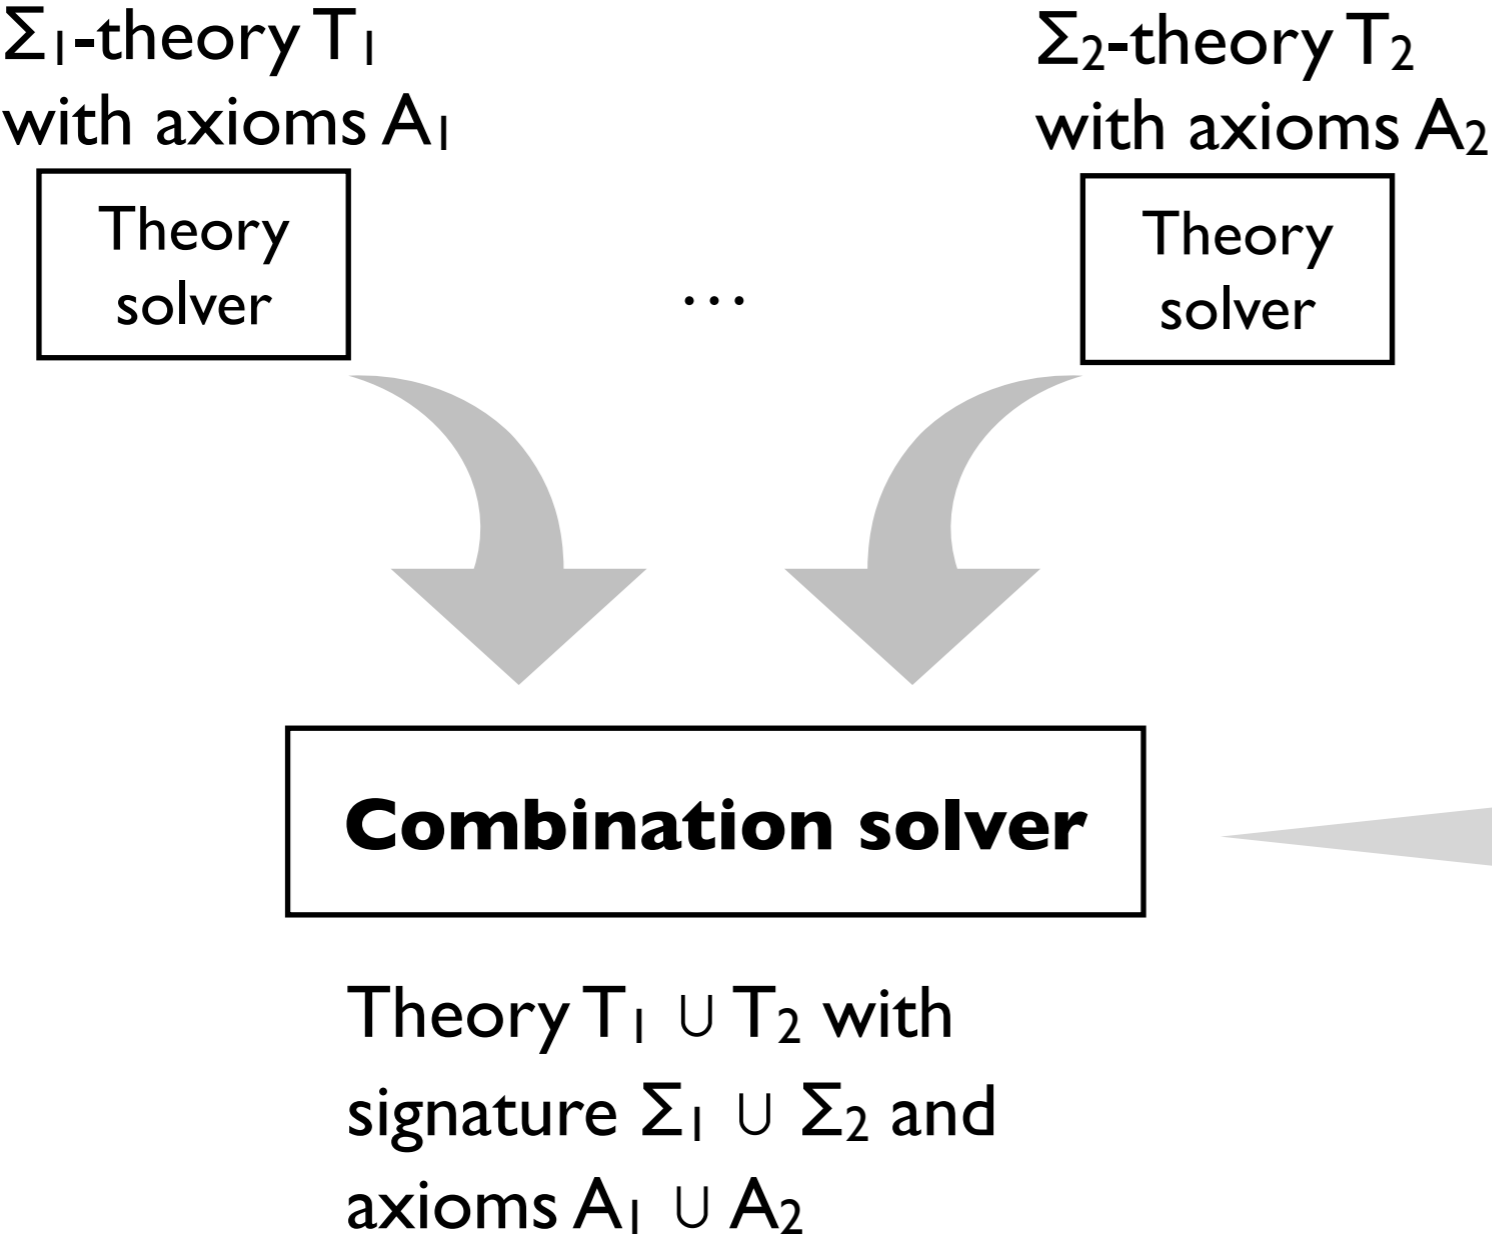 Σ₁-theory T₁
with axioms A₁
Theory
solver
…
Σ₂-theory T₂
with axioms A₂
Theory
solver
Combination solver
Theory T₁ ∪ T₂ with
signature Σ₁ ∪ Σ₂ and
axioms A₁ ∪ A₂